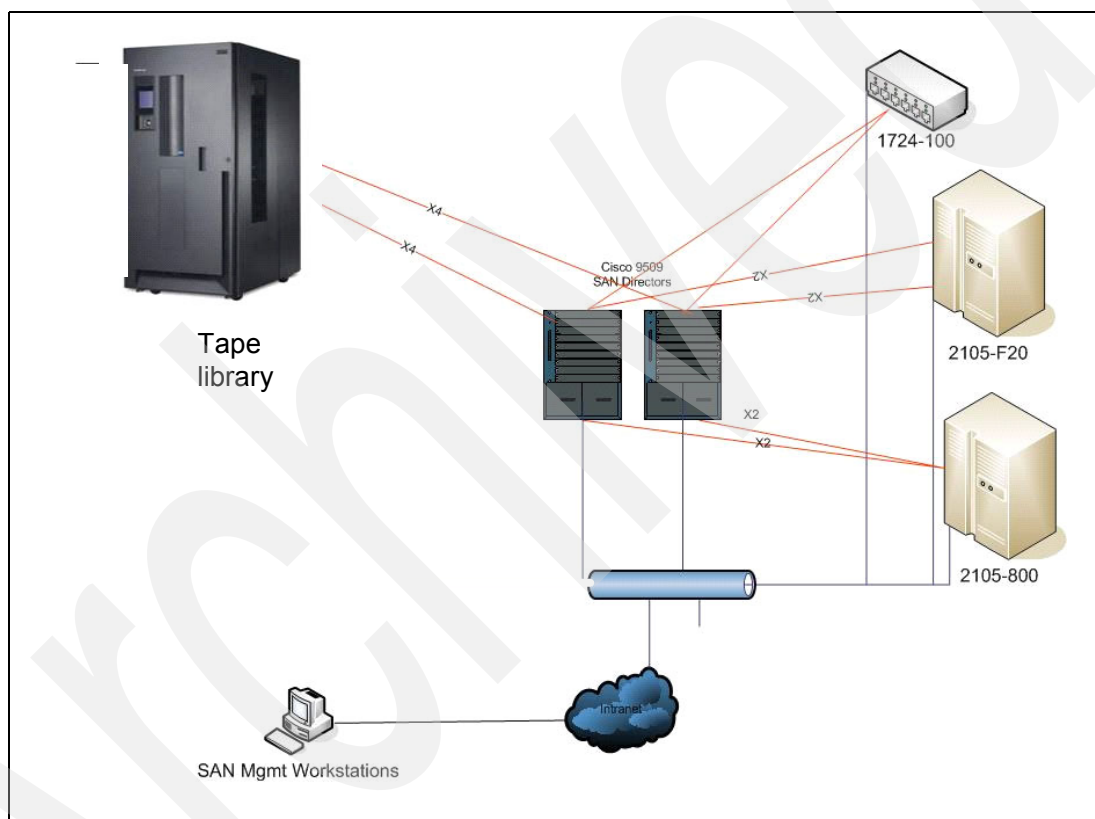 1724-100
X4
X4
Cisco 9509
SAN Directors
X2
X2
2105-F20
Tape
library
X2
X2
2105-800
Intranet
SAN Mgmt Workstations
Archived